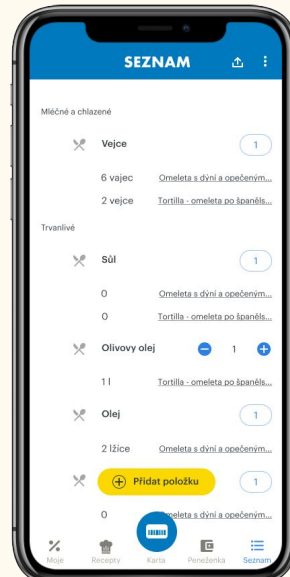 SEZNAM
Mléčné a chlazené
Vejce 1
6 vajec Omeleta s dýní a opečeným...
2 vejce Tortilla - omeleta po španěls...
Trvanlivé
Sůl 1
0 Omeleta s dýní a opečeným...
0 Tortilla - omeleta po španěls...
Olivovy olej 1
1 l Tortilla - omeleta po španěls...
Olej 1
2 lžíce Omeleta s dýní a opečeným...
Přidat položku 1
0 Omeleta s dýní a opečeným...
Moje Recepty Karta Peneženka Seznam